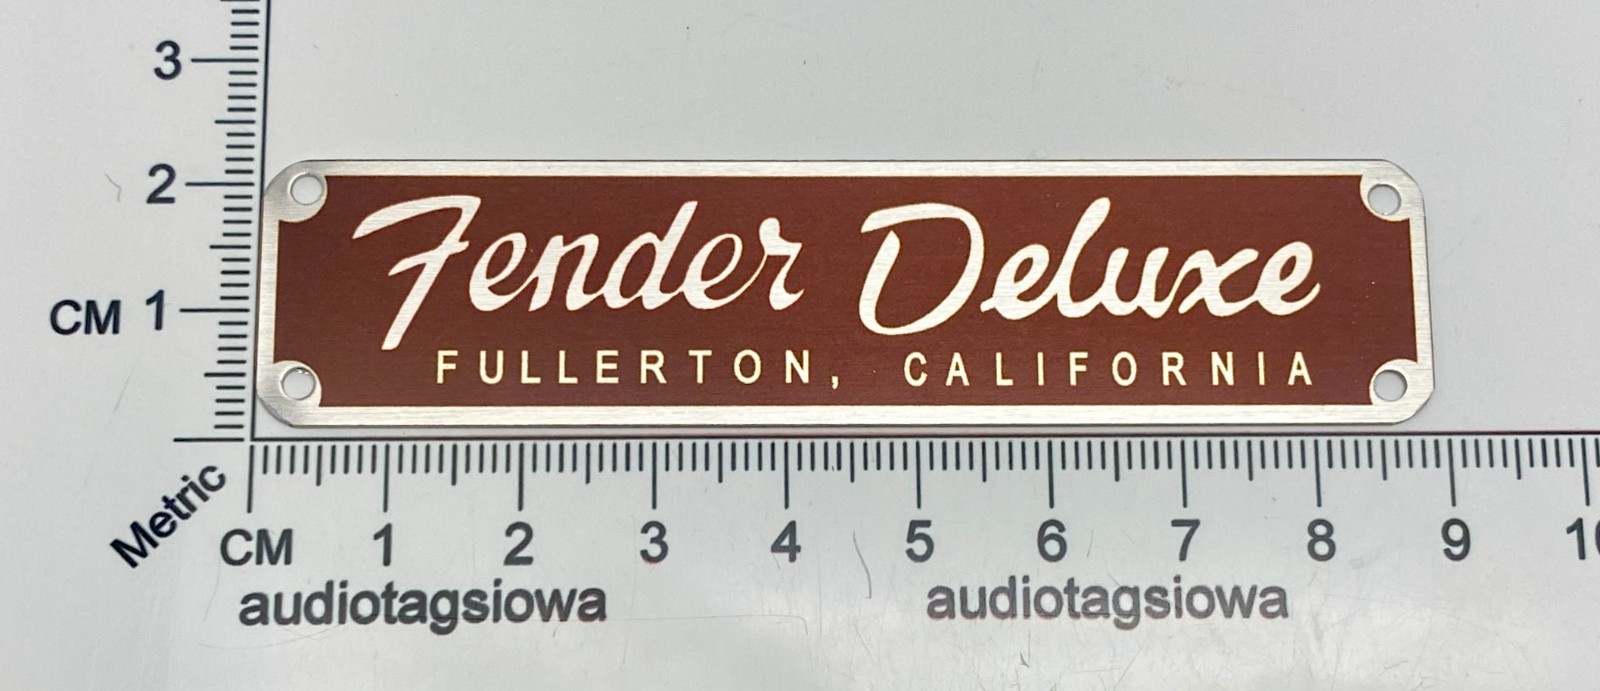 3
2
CM 1
Fender Deluxe
FULLERTON, CALIFORNIA
Metric
CM 1 2 3 4 5 6 7 8 9 10
audiotagsiowa audiotagsiowa